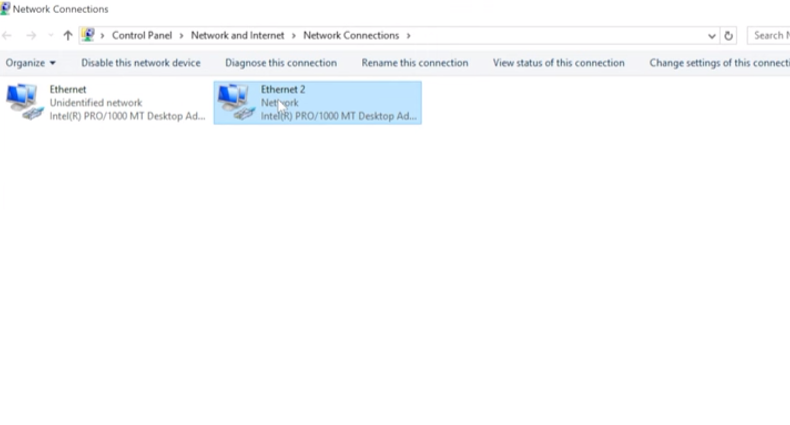 Network Connections
Control Panel > Network and Internet > Network Connections >
Search N
Organize Disable this network device Diagnose this connection Rename this connection View status of this connection Change settings of this connecti
Ethernet
Unidentified network
Intel(R) PRO/1000 MT Desktop Ad...
Ethernet 2
Network
Intel(R) PRO/1000 MT Desktop Ad...